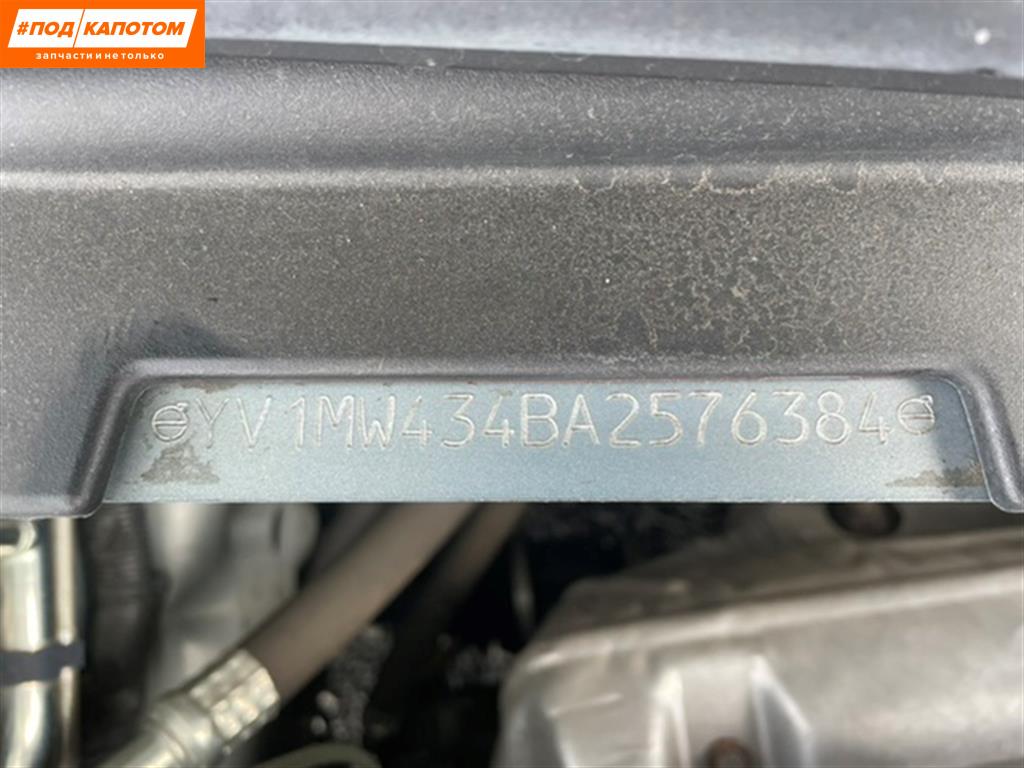 #ПОД КАПОТОМ
запчасти и не только
YV1MW434BA2576384